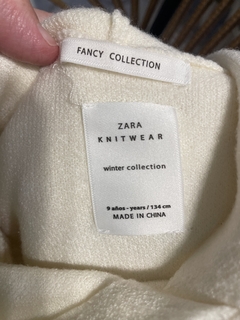 FANCY COLLECTION
ZARA
KNITWEAR
winter collection
9 años - years / 134 cm
MADE IN CHINA